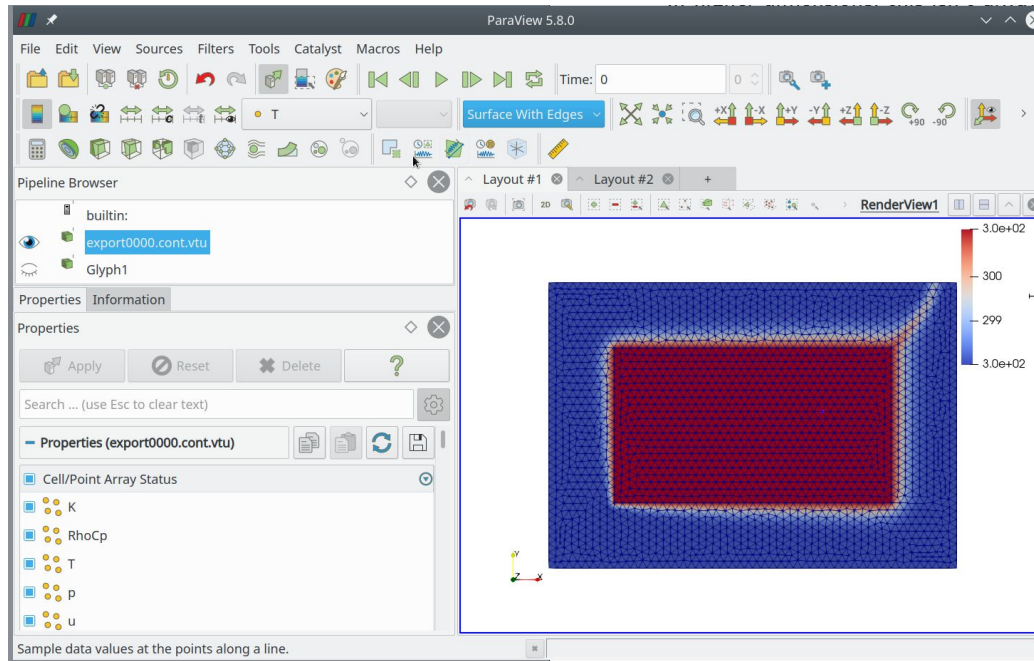 ParaView 5.8.0
File Edit View Sources Filters Tools Catalyst Macros Help
Time: 0 0
T Surface With Edges +X -X +Y -Y +Z -Z +90 -90
Pipeline Browser
builtin:
export0000.cont.vtu
Glyph1
Properties Information
Properties
Apply Reset Delete ?
Search ... (use Esc to clear text)
Properties (export0000.cont.vtu)
Cell/Point Array Status
K
RhoCp
T
p
u
Sample data values at the points along a line.
Layout #1 Layout #2 +
2D RenderView1
3.0e+02
300
299
3.0e+02
Y
Z X